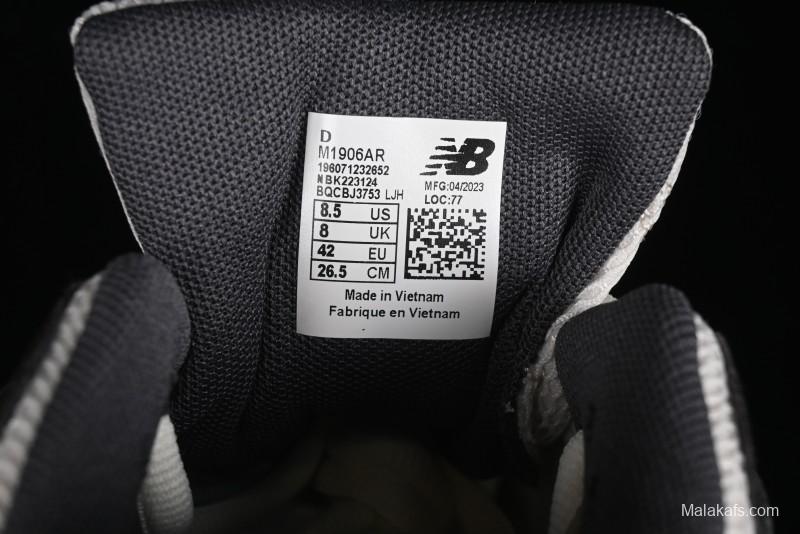 D
M1906AR
196071232652
NBK223124
BQCBJ3753 LJH
NB
MFG:04/2023
LOC:77
8.5 US
8 UK
42 EU
26.5 CM
Made in Vietnam
Fabrique en Vietnam
Malakafs.com